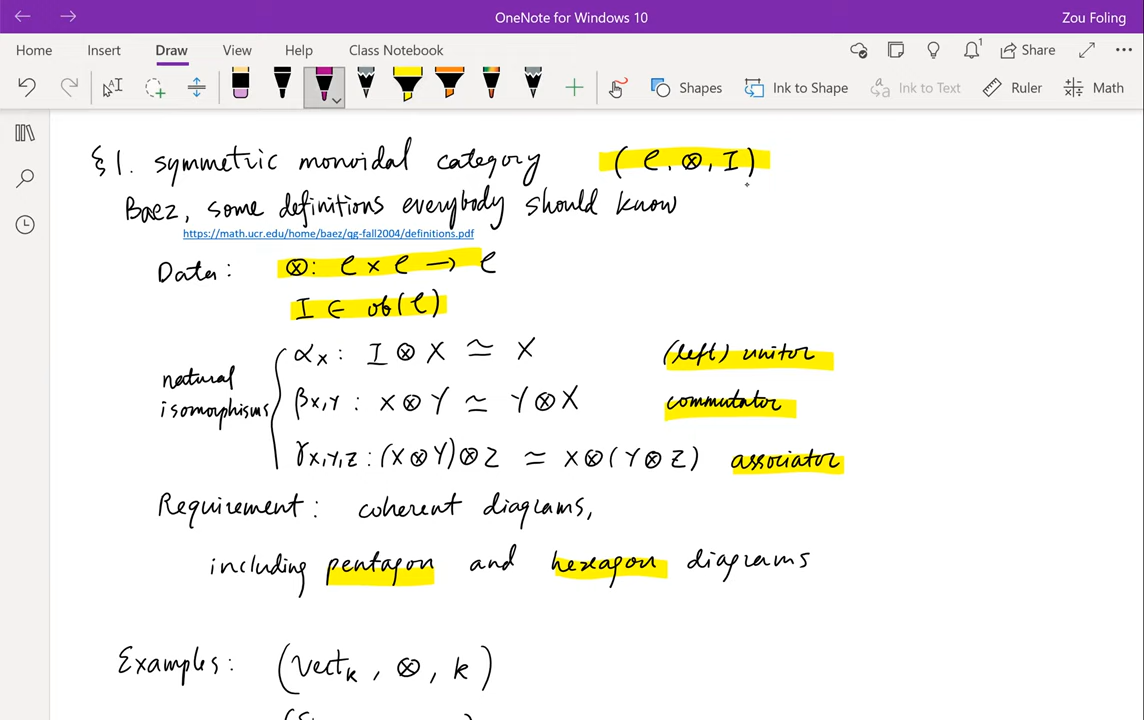 OneNote for Windows 10
Zou Foling
Home Insert Draw View Help Class Notebook
1 Share
Shapes Ink to Shape Ink to Text Ruler Math
§1. symmetric monoidal category (C, ⊗, I)
Baez, some definitions everybody should know
https://math.ucr.edu/home/baez/qg-fall2004/definitions.pdf
Data: ⊗: C × C → C
I ∈ ob(C)
natural isomorphisms
α_X : I ⊗ X ≃ X (left) unitor
β_X,Y : X ⊗ Y ≃ Y ⊗ X commutator
γ_X,Y,Z : (X ⊗ Y) ⊗ Z ≃ X ⊗ (Y ⊗ Z) associator
Requirement: coherent diagrams,
including pentagon and hexagon diagrams
Examples: (Vect_k, ⊗, k)